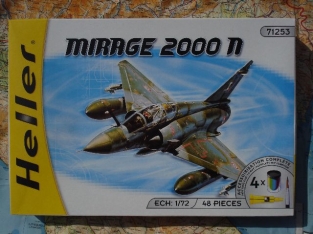 Heller
MIRAGE 2000 N
71253
4x
ECH: 1/72
48 PIECES